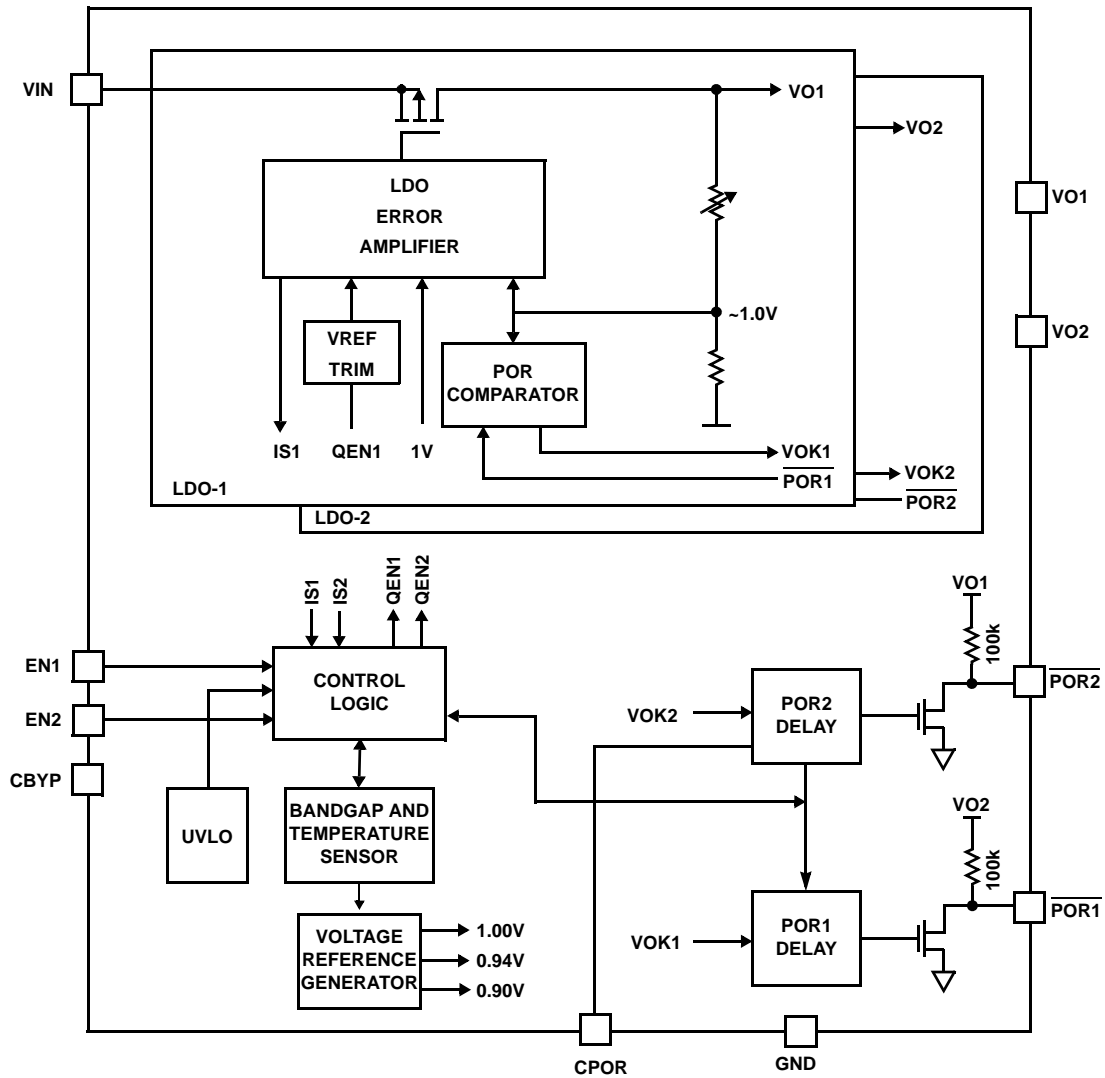 VIN
VO1
VO2
LDO
ERROR
AMPLIFIER
VO1
~1.0V
VREF
TRIM
POR
COMPARATOR
VO2
IS1
QEN1
1V
VOK1
POR1
VOK2
POR2
LDO-1
LDO-2
IS1
IS2
QEN1
QEN2
VO1
100k
EN1
CONTROL
LOGIC
POR2
EN2
VOK2
POR2
DELAY
CBYP
UVLO
BANDGAP AND
TEMPERATURE
SENSOR
VO2
100k
POR1
VOLTAGE
REFERENCE
GENERATOR
1.00V
0.94V
0.90V
VOK1
POR1
DELAY
CPOR
GND